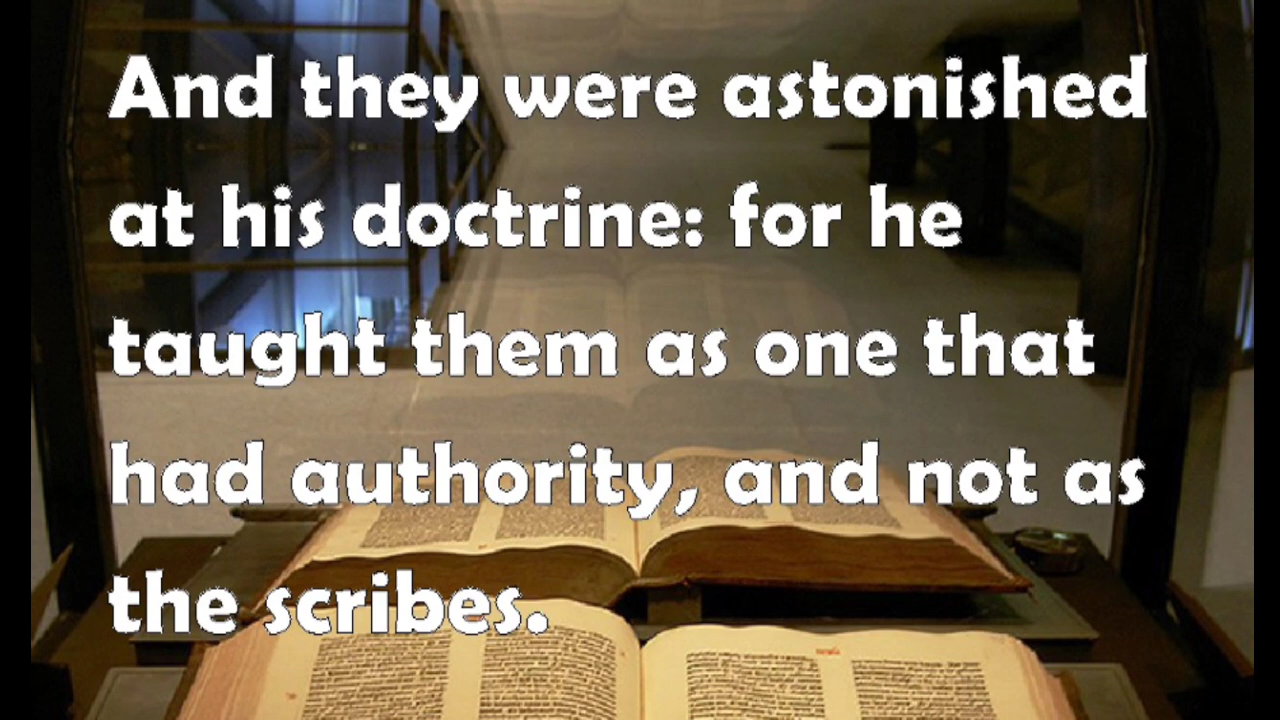 And they were astonished
at his doctrine: for he
taught them as one that
had authority, and not as
the scribes.